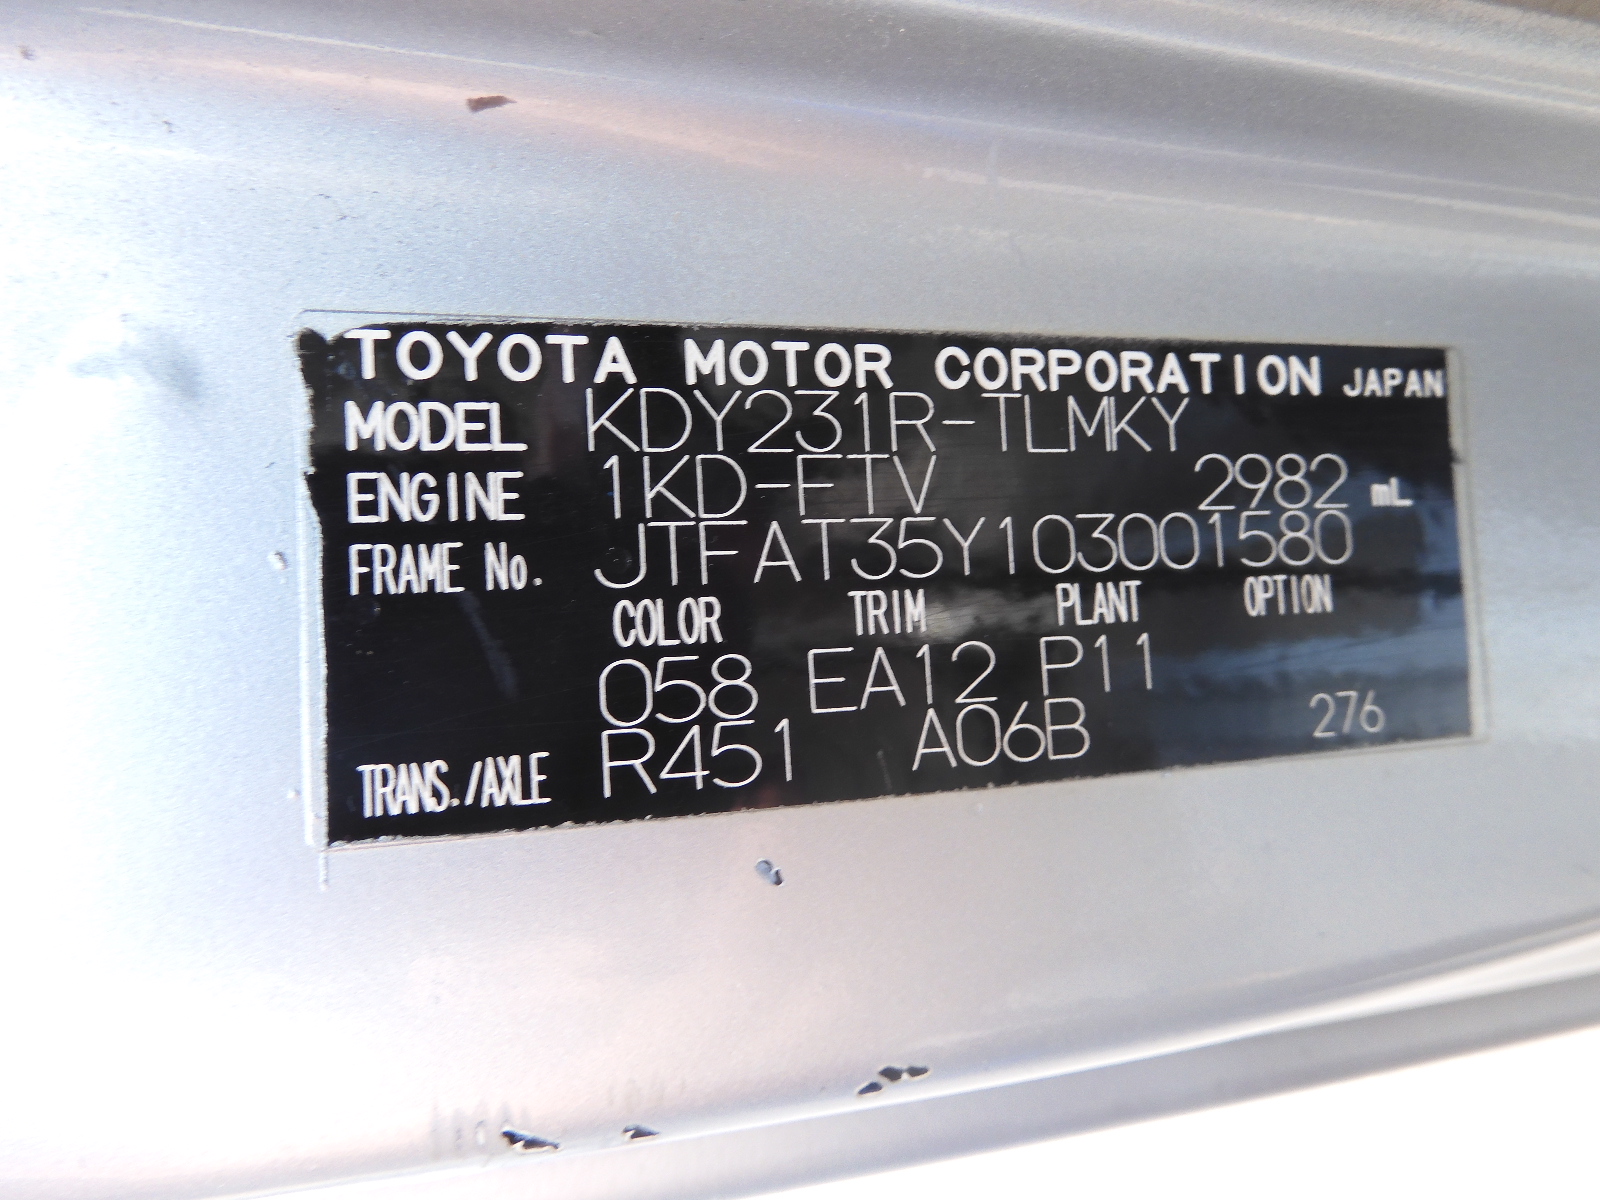 TOYOTA MOTOR CORPORATION JAPAN
MODEL KDY231R-TLMKY
ENGINE 1KD-FTV 2982 mL
FRAME No. JTFAT35Y103001580
COLOR TRIM PLANT OPTION
058 EA12 P11
TRANS./AXLE R451 A06B 276